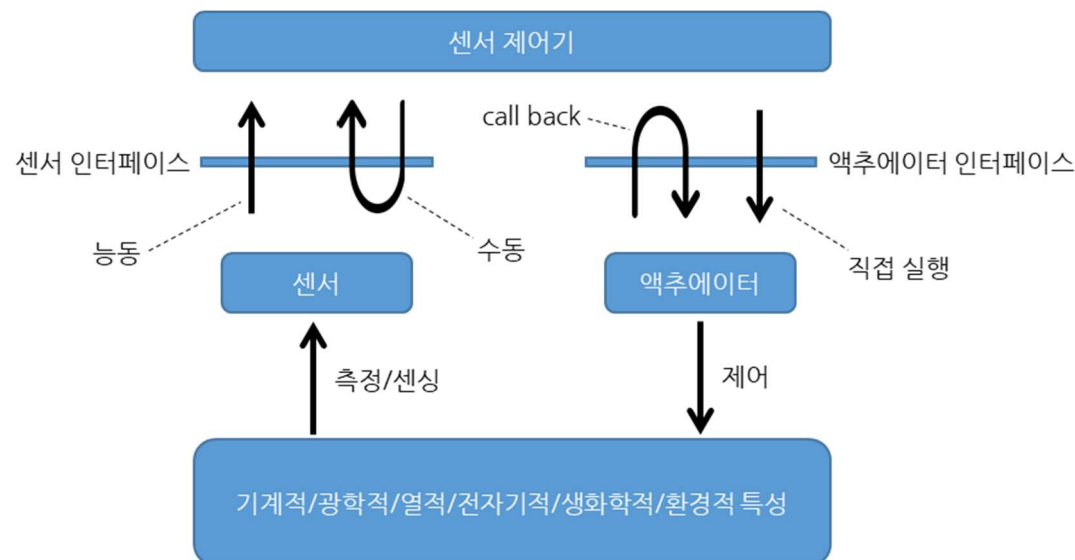 센서 제어기
call back
센서 인터페이스
액추에이터 인터페이스
능동
수동
직접 실행
센서
액추에이터
측정/센싱
제어
기계적/광학적/열적/전자기적/생화학적/환경적 특성